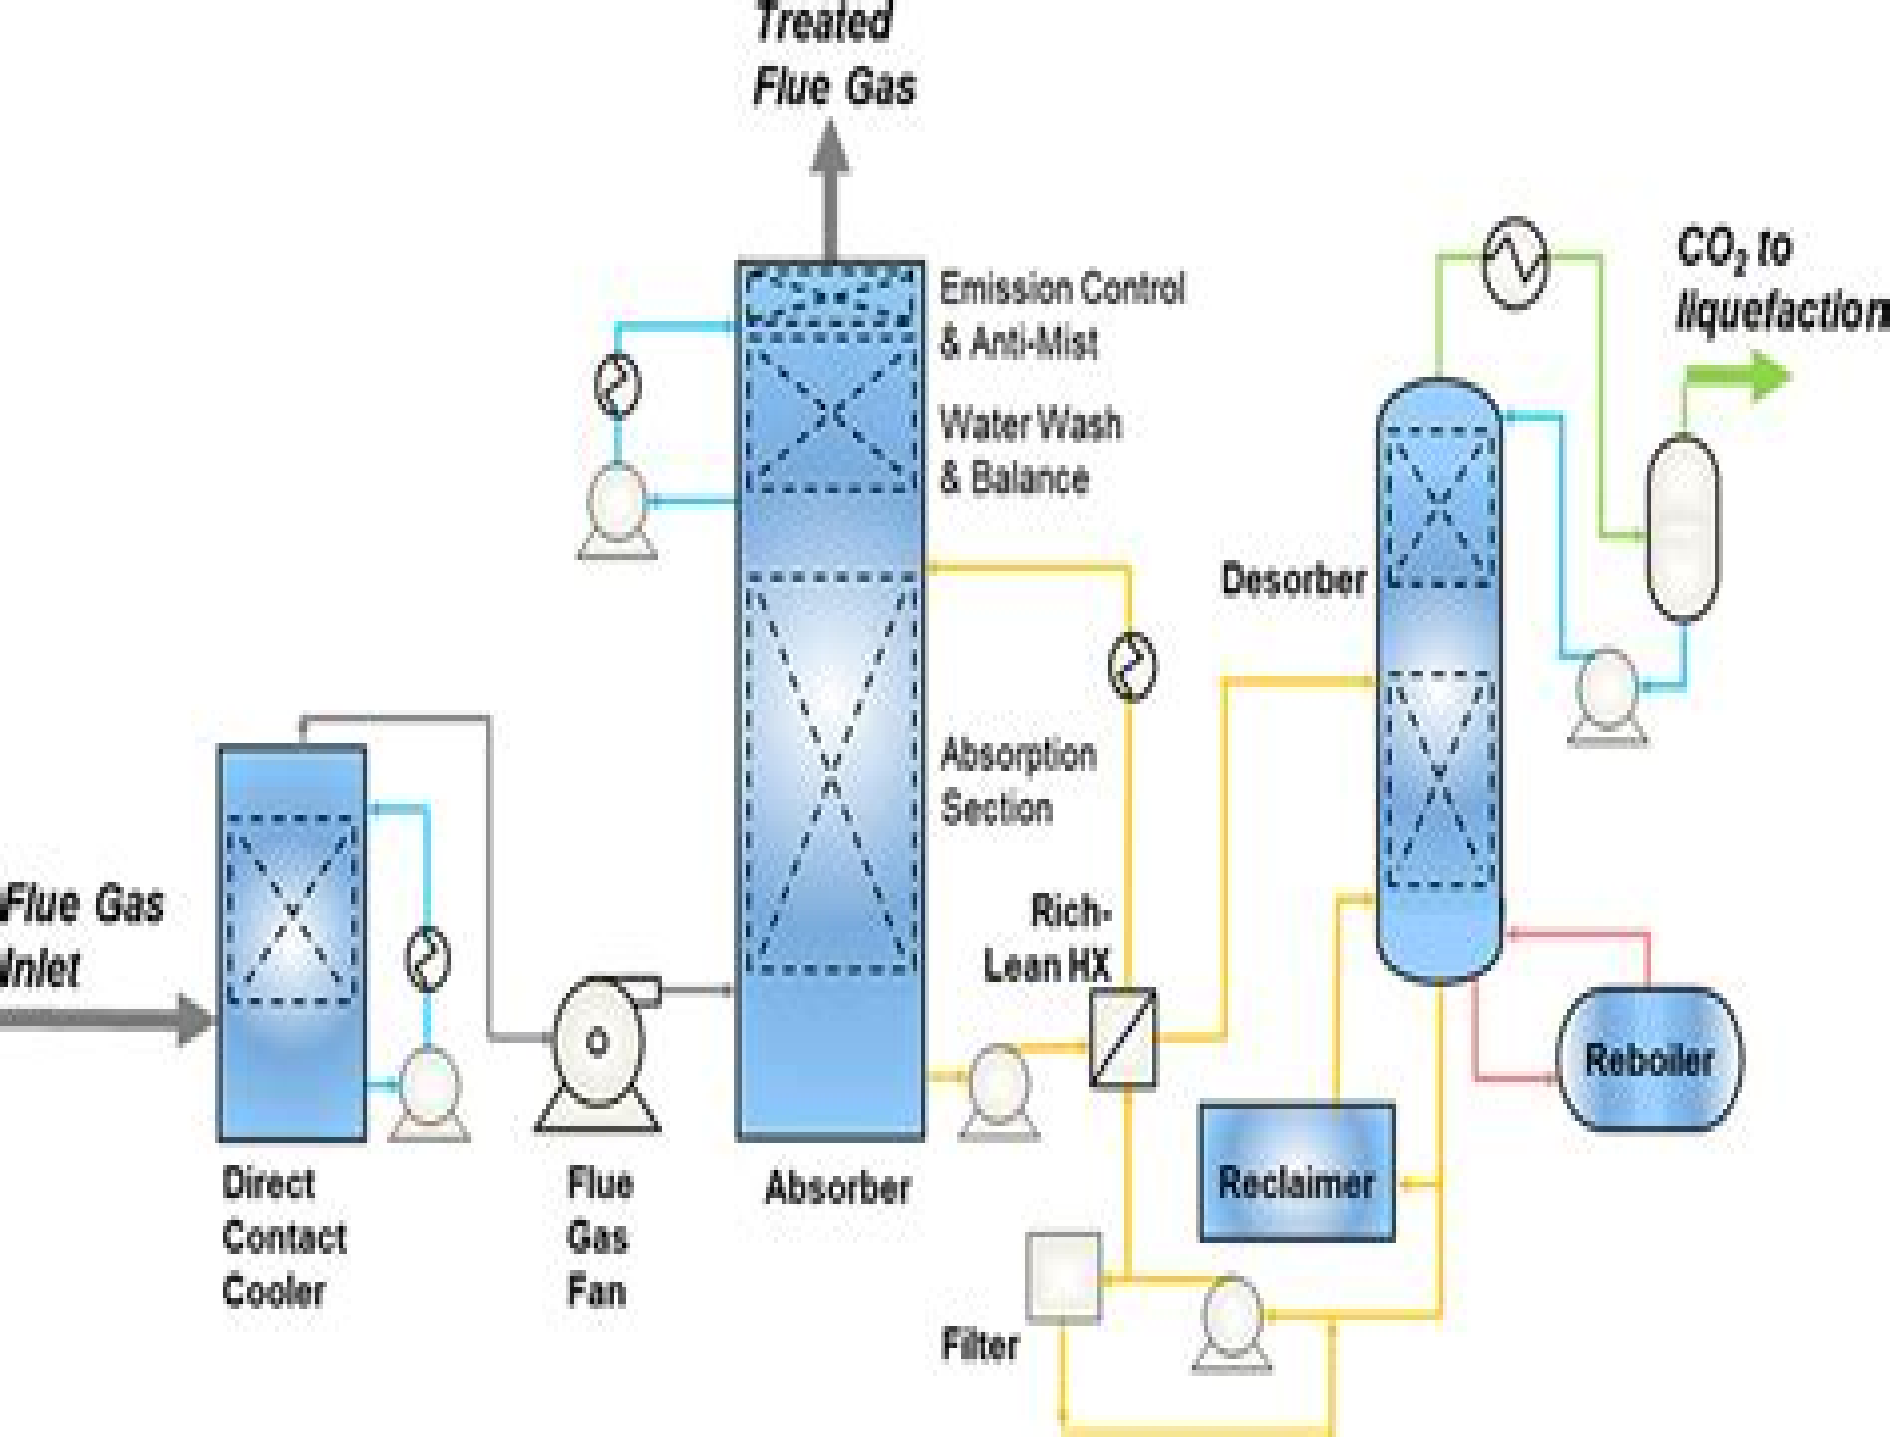 Treated
Flue Gas
Emission Control
& Anti-Mist
Water Wash
& Balance
CO₂ to
liquefaction
Desorber
Absorption
Section
Flue Gas
Inlet
Rich-
Lean HX
Reboiler
Reclaimer
Direct
Contact
Cooler
Flue
Gas
Fan
Absorber
Filter